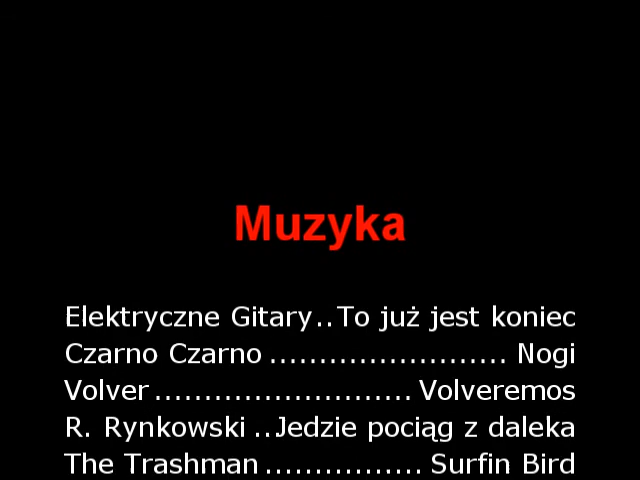 Muzyka
Elektryczne Gitary..To już jest koniec
Czarno Czarno ........................ Nogi
Volver .......................... Volveremos
R. Rynkowski ..Jedzie pociąg z daleka
The Trashman ................ Surfin Bird